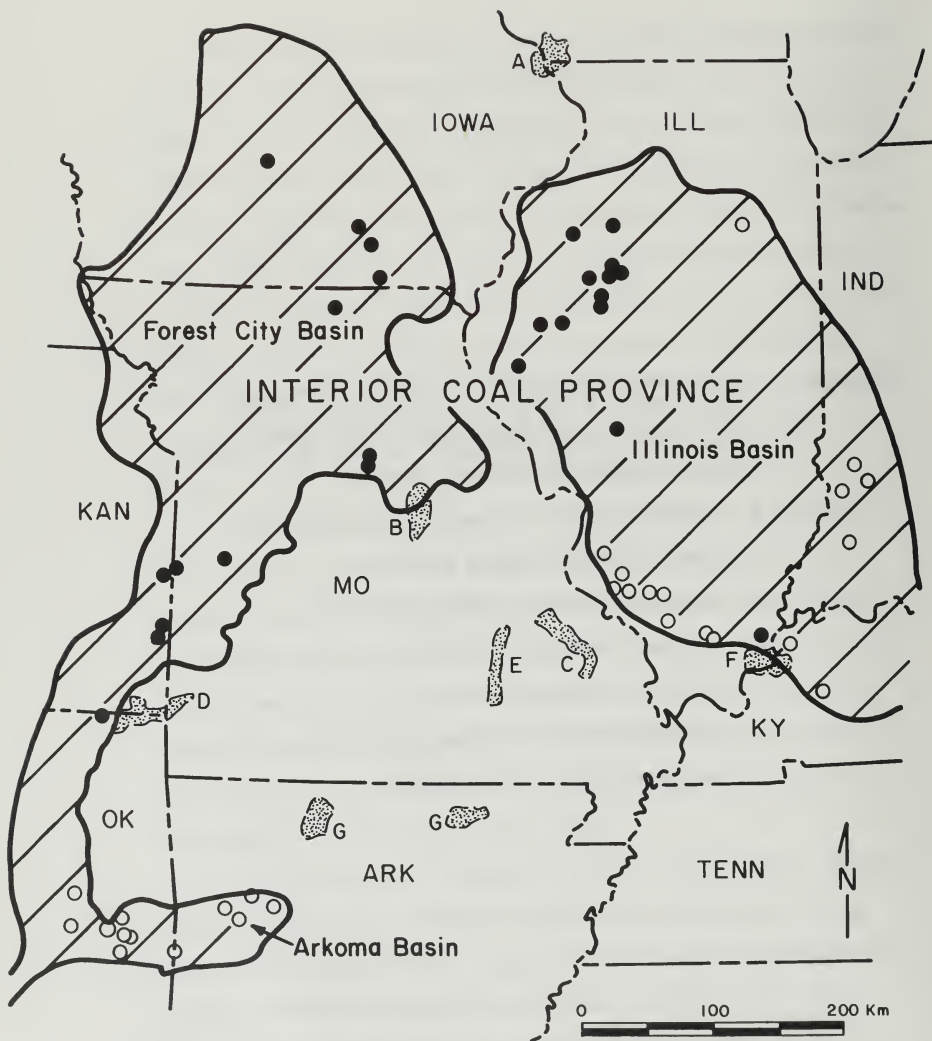 A
IOWA
ILL
IND
Forest City Basin
INTERIOR COAL PROVINCE
Illinois Basin
KAN
B
MO
E
C
F
D
KY
OK
G
G
ARK
TENN
N
Arkoma Basin
0 100 200 Km